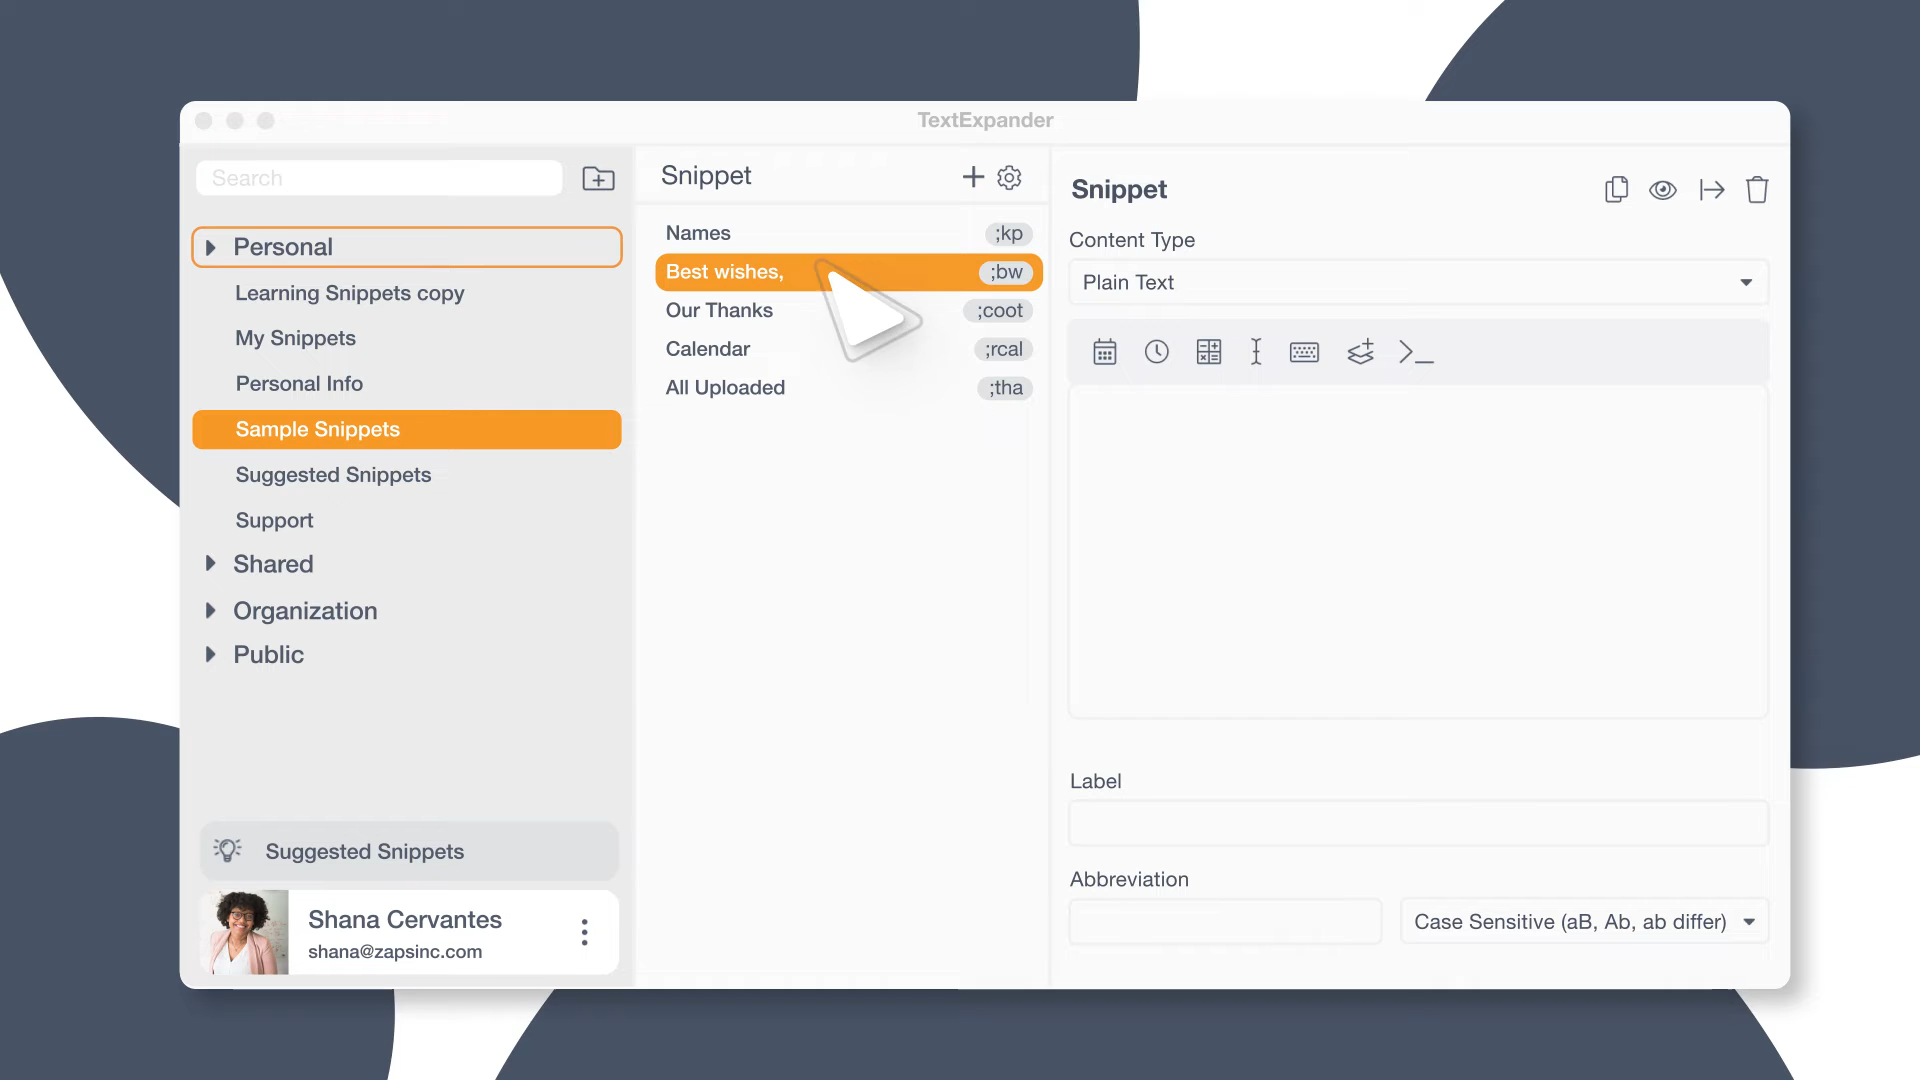 TextExpander
Search
Personal
Learning Snippets copy
My Snippets
Personal Info
Sample Snippets
Suggested Snippets
Support
Shared
Organization
Public
Suggested Snippets
Shana Cervantes
shana@zapsinc.com
Snippet
Names ;kp
Best wishes, ;bw
Our Thanks ;coot
Calendar ;rcal
All Uploaded ;tha
Snippet
Content Type
Plain Text
Label
Abbreviation
Case Sensitive (aB, Ab, ab differ)